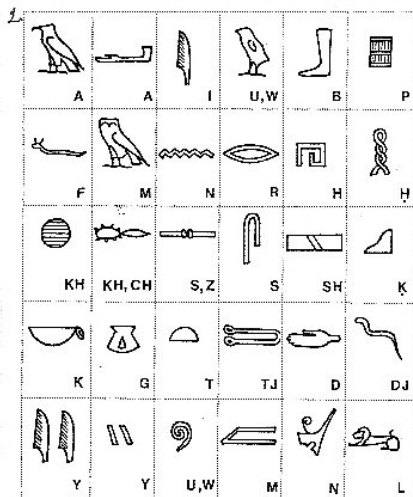 A A I U,W B P
F M N R H Ḥ
KH KH, CH S, Z S SH Ḳ
K G T TJ D DJ
Y Y U,W M N L